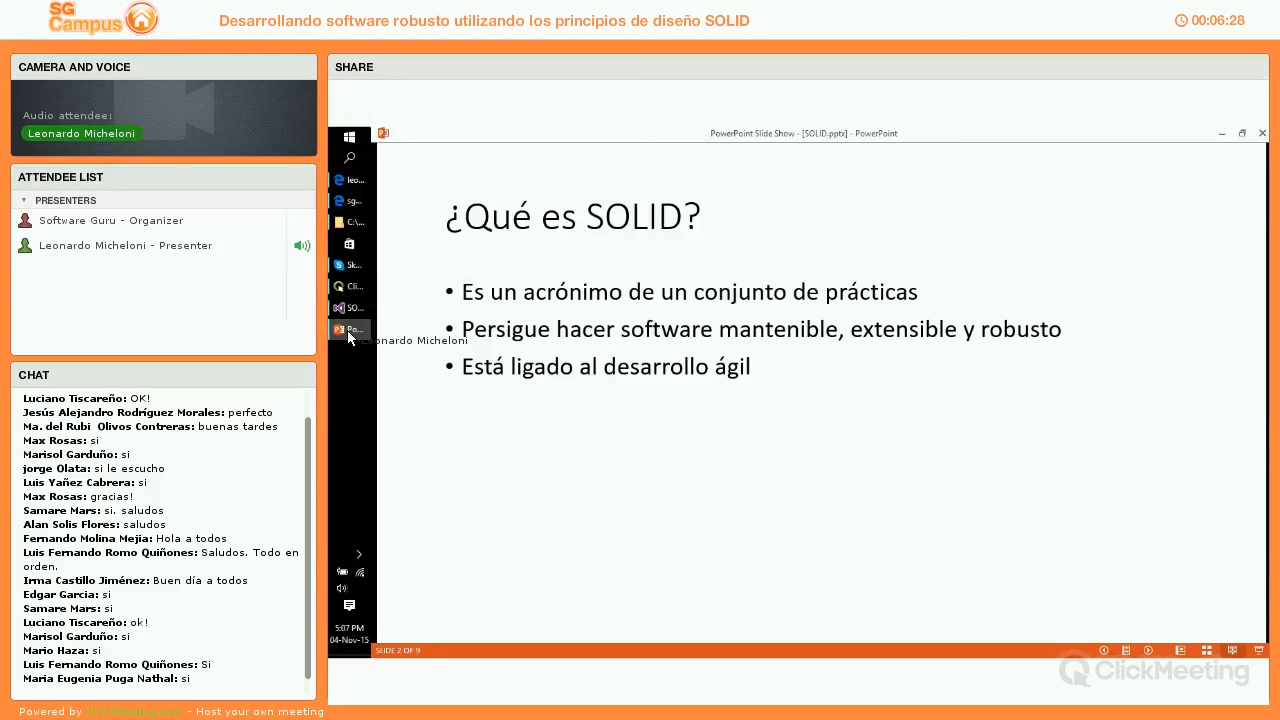 SG
Campus
Desarrollando software robusto utilizando los principios de diseño SOLID
00:06:28
CAMERA AND VOICE
Audio attendee:
Leonardo Micheloni
ATTENDEE LIST
PRESENTERS
Software Guru - Organizer
Leonardo Micheloni - Presenter
CHAT
Luciano Tiscareño: OK!
Jesús Alejandro Rodríguez Morales: perfecto
Ma. del Rubi Olivos Contreras: buenas tardes
Max Rosas: si
Marisol Garduño: si
jorge Olata: si le escucho
Luis Yañez Cabrera: si
Max Rosas: gracias!
Samare Mars: si. saludos
Alan Solis Flores: saludos
Fernando Molina Mejia: Hola a todos
Luis Fernando Romo Quiñones: Saludos. Todo en
orden.
Irma Castillo Jiménez: Buen día a todos
Edgar Garcia: si
Samare Mars: si
Luciano Tiscareño: ok!
Marisol Garduño: si
Mario Haza: si
Luis Fernando Romo Quiñones: Si
Maria Eugenia Puga Nathal: si
Powered by ClickMeeting.com - Host your own meeting
SHARE
PowerPoint Slide Show - [SOLID.pptx] - PowerPoint
leo...
sg...
C:\...
Sk...
Cli...
SO...
Po...
Leonardo Micheloni
5:07 PM
04-Nov-15
¿Qué es SOLID?
• Es un acrónimo de un conjunto de prácticas
• Persigue hacer software mantenible, extensible y robusto
• Está ligado al desarrollo ágil
SLIDE 2 OF 9
ClickMeeting